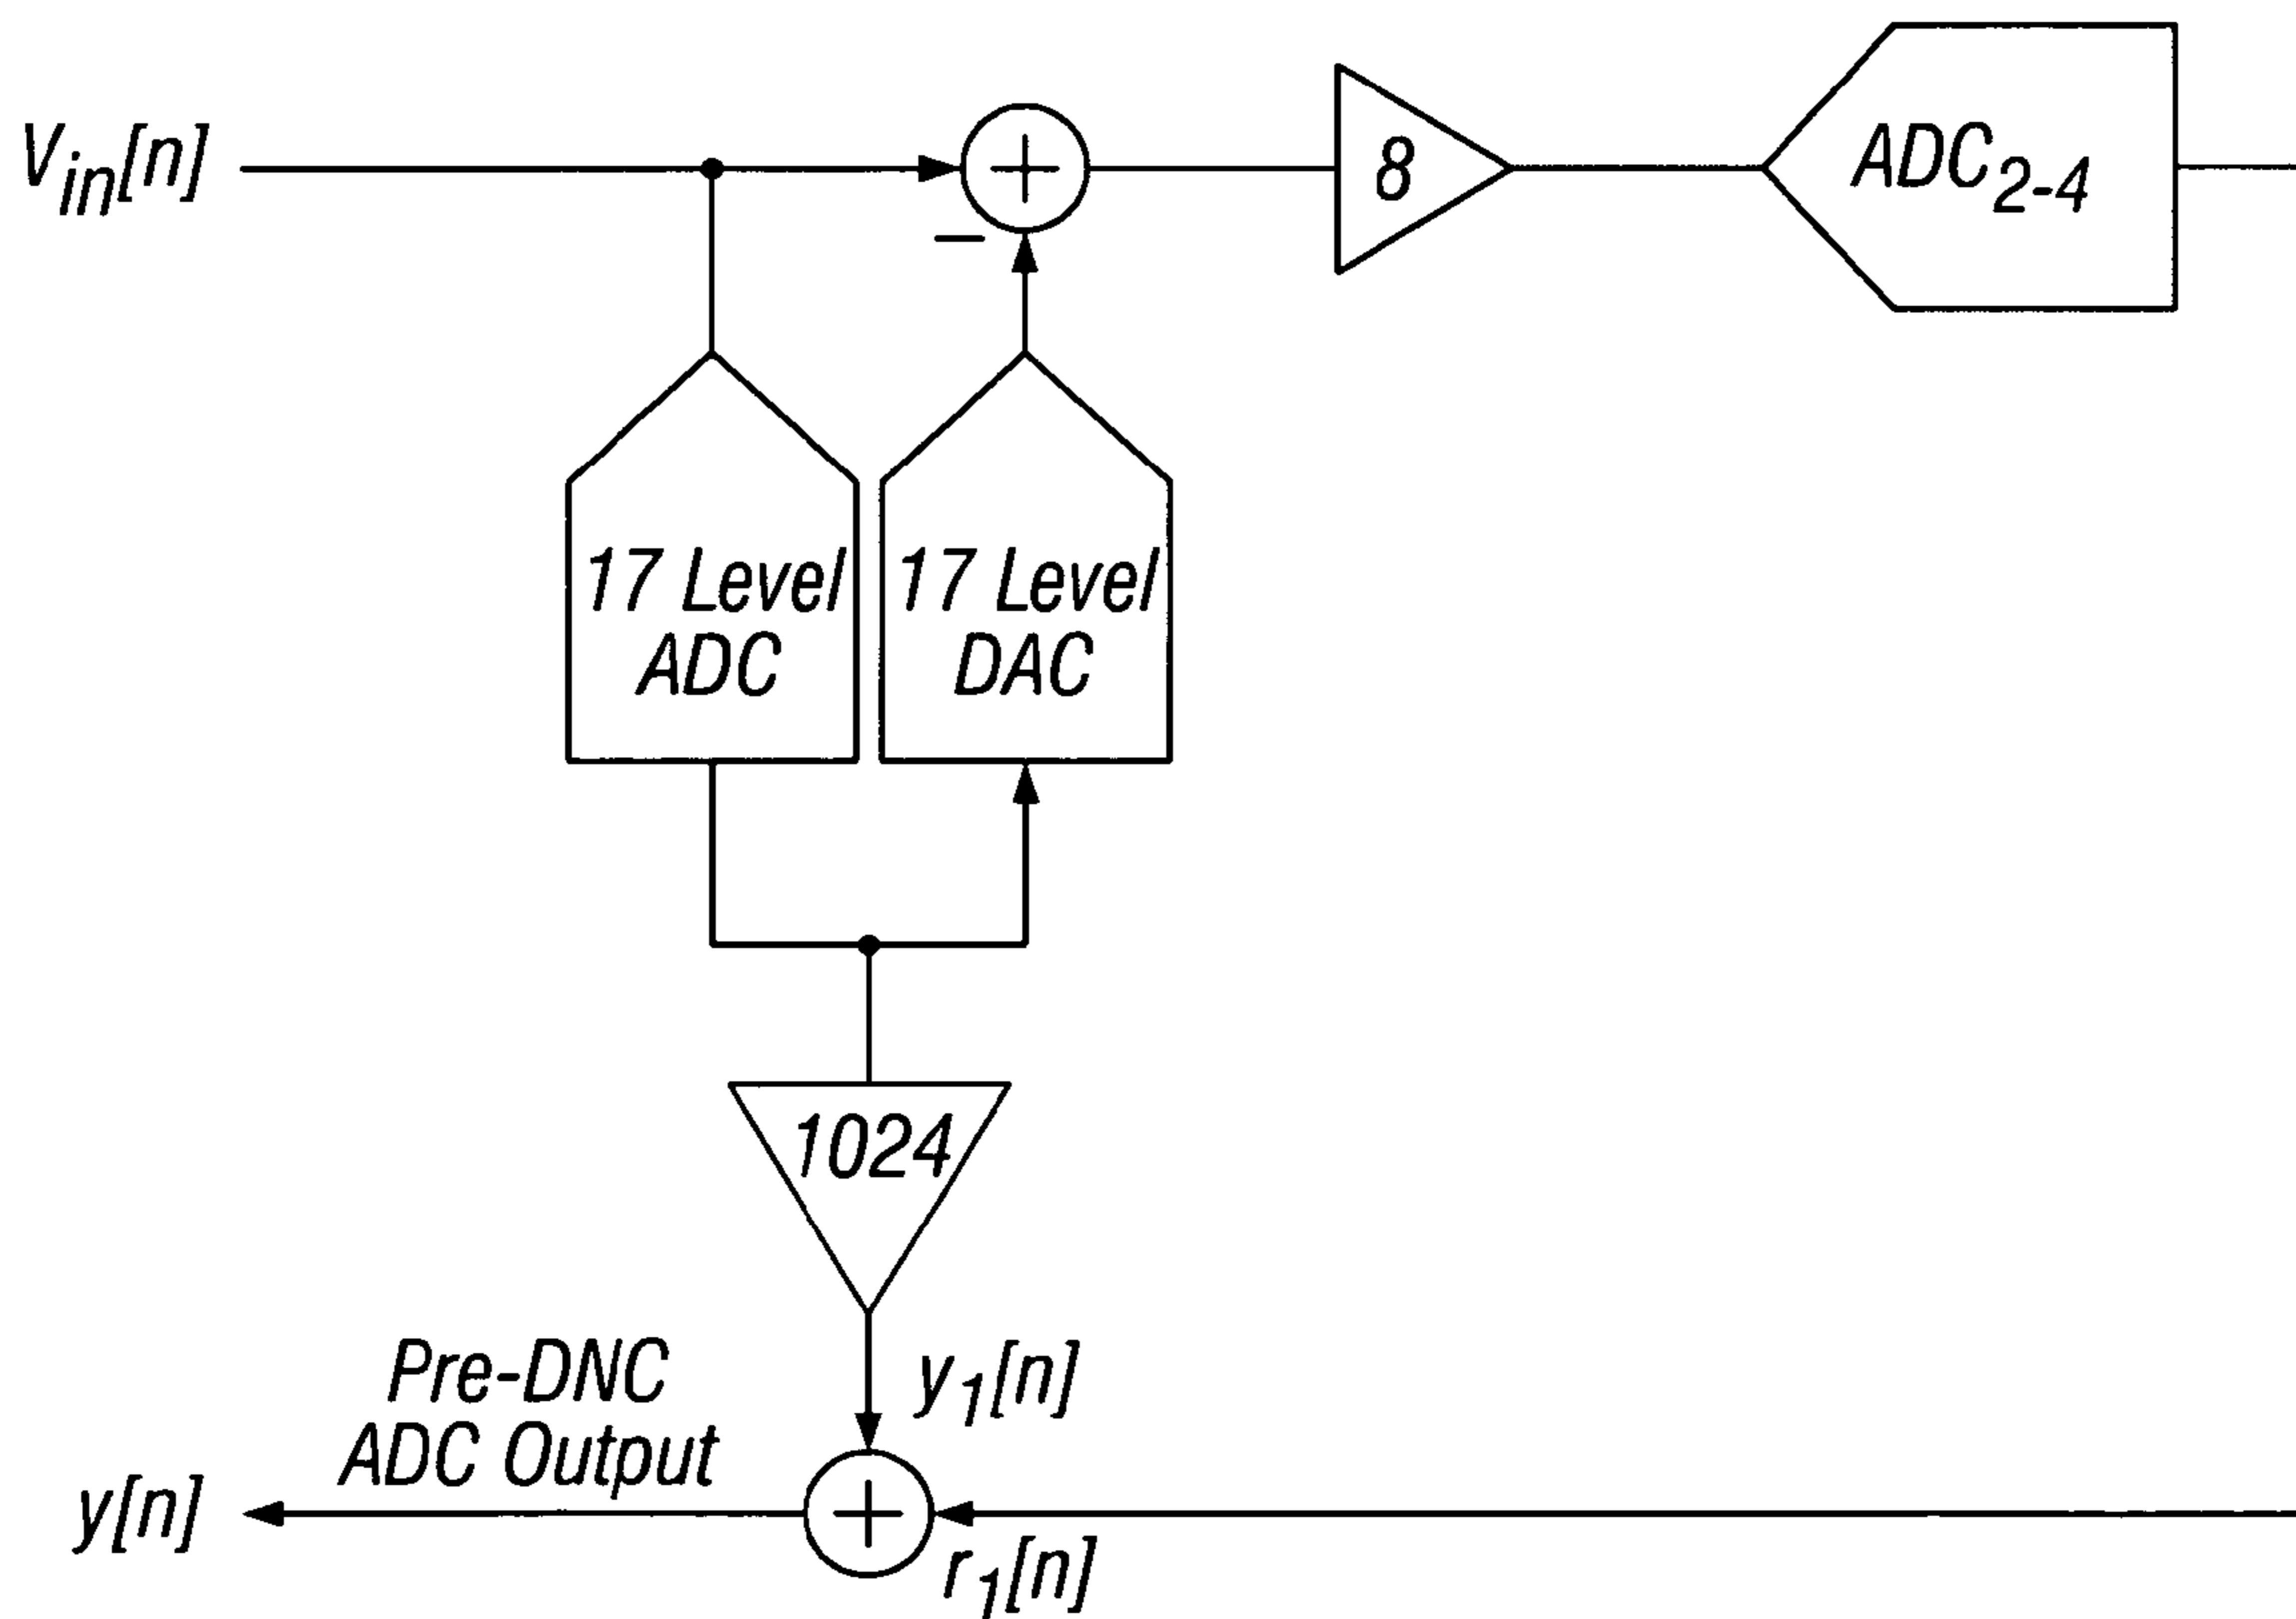 V_in[n]
+
−
8
ADC_2-4
17 Level
ADC
17 Level
DAC
1024
Pre-DNC
ADC Output
y_1[n]
y[n]
+
r_1[n]